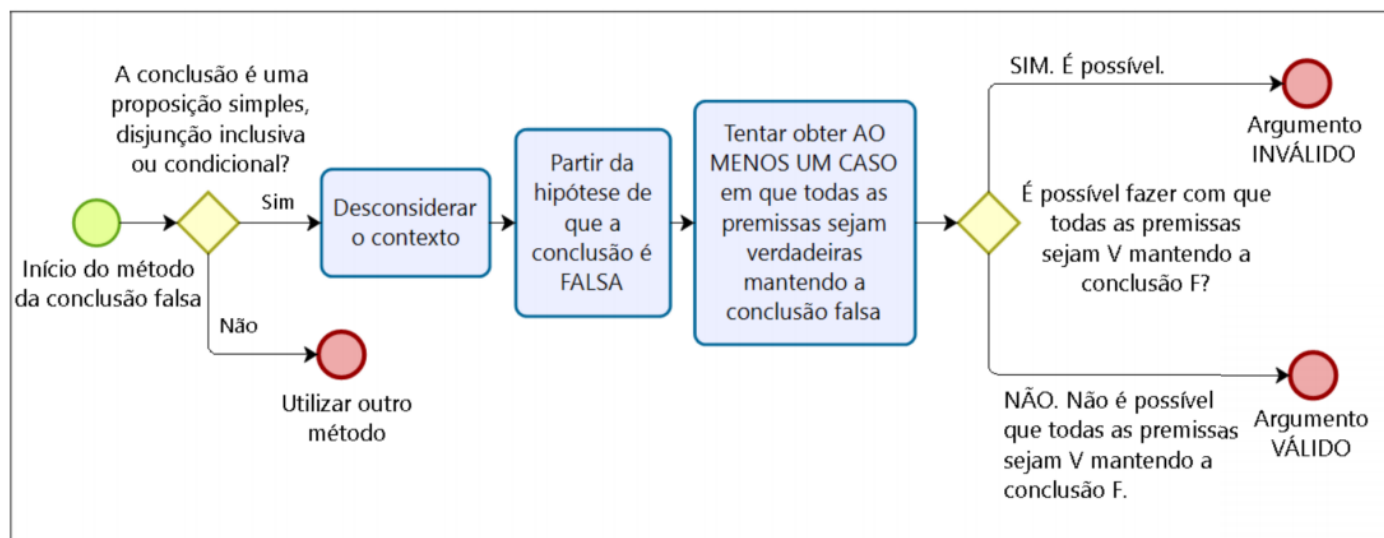 A conclusão é uma
proposição simples,
disjunção inclusiva
ou condicional?
Sim
Início do método
da conclusão falsa
Não
Utilizar outro
método
Desconsiderar
o contexto
Partir da
hipótese de
que a
conclusão é
FALSA
Tentar obter AO
MENOS UM CASO
em que todas as
premissas sejam
verdadeiras
mantendo a
conclusão falsa
SIM. É possível.
Argumento
INVÁLIDO
É possível fazer com que
todas as premissas
sejam V mantendo a
conclusão F?
NÃO. Não é possível
que todas as premissas
sejam V mantendo a
conclusão F.
Argumento
VÁLIDO